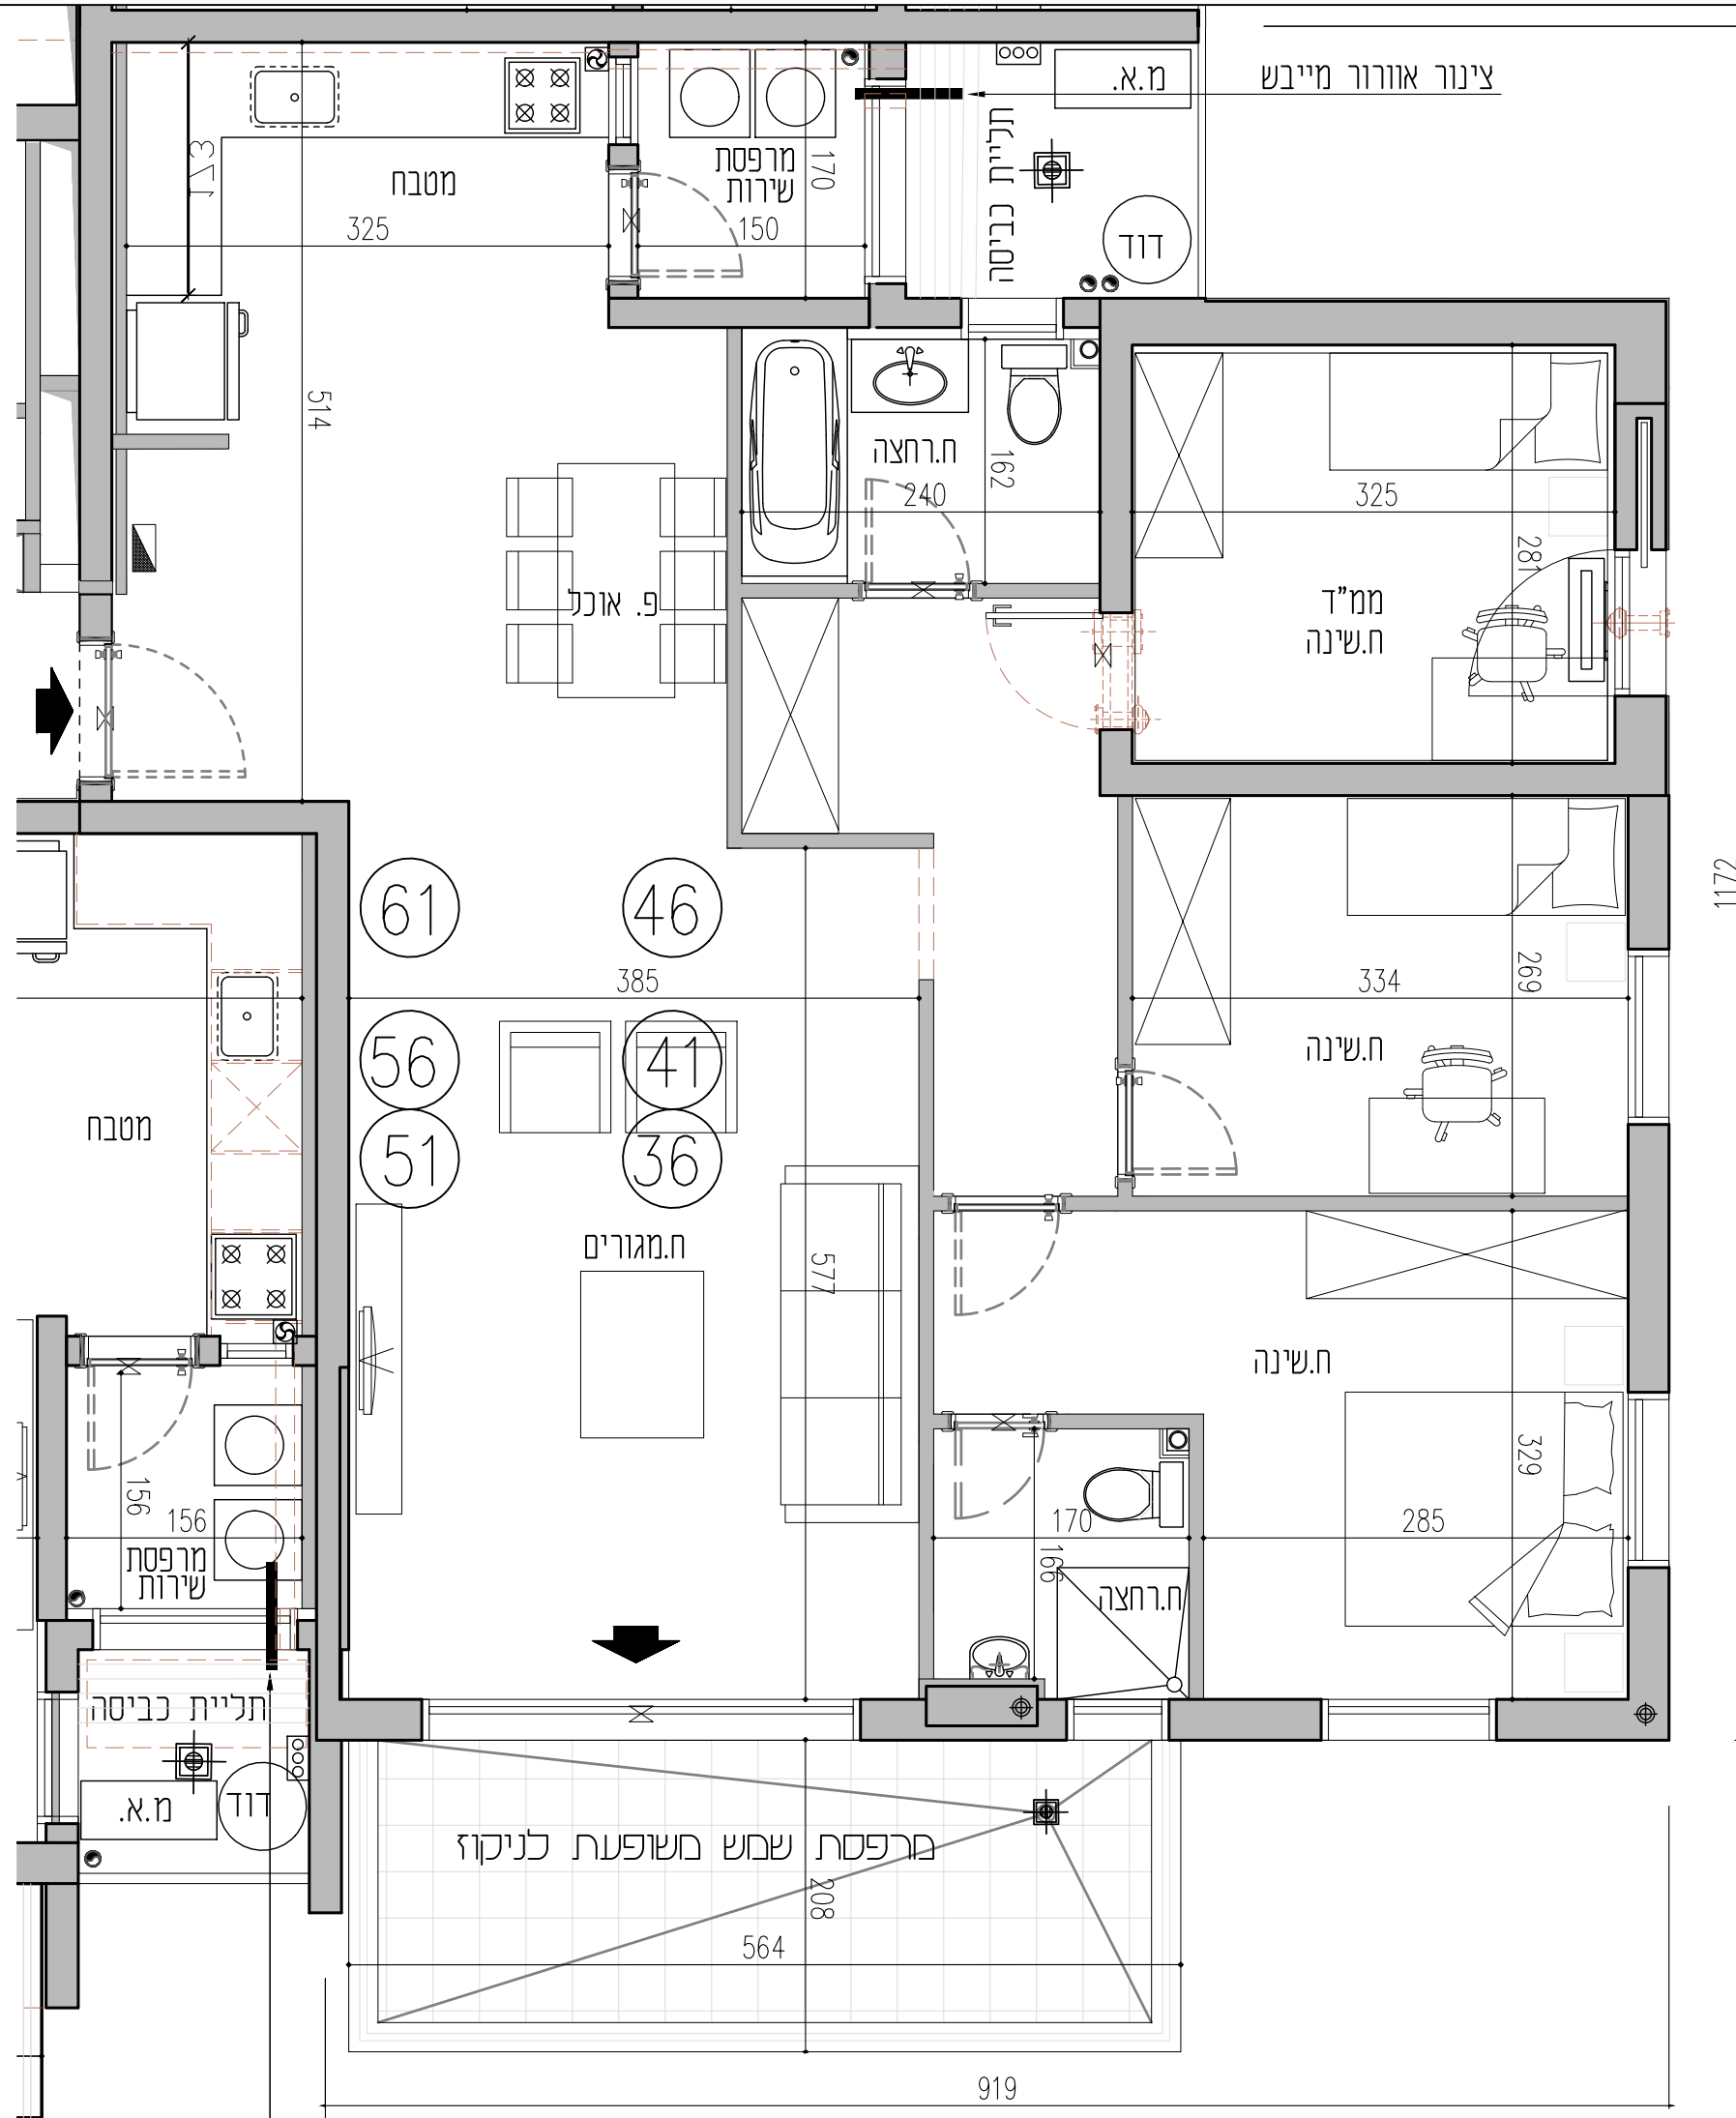 צינור אוורור מייבש
מ.א.
תליית כביסה
דוד
מרפסת
שירות
170
150
מטבח
173
325
514
ח.רחצה
162
240
325
281
ממ"ד
ח.שינה
פ. אוכל
61
46
385
56
41
51
36
334
269
ח.שינה
1172
מטבח
ח.מגורים
577
ח.שינה
329
285
170
166
ח.רחצה
156
156
מרפסת
שירות
תליית כביסה
מ.א.
דוד
מרפסת שמש משופעת לניקוז
208
564
919